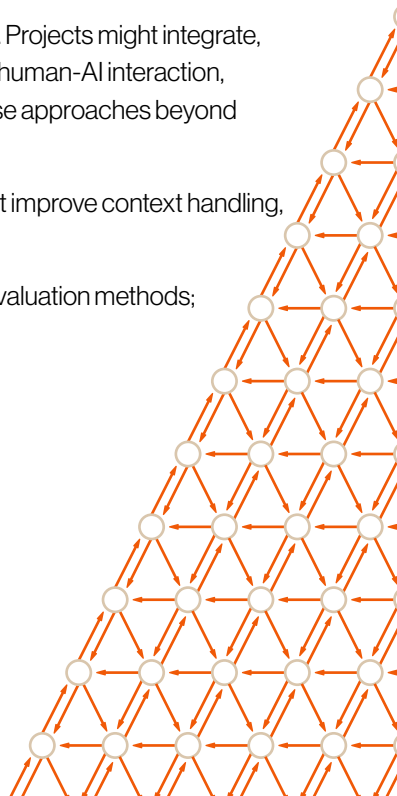 . Projects might integrate,
human-AI interaction,
se approaches beyond
t improve context handling,
valuation methods;